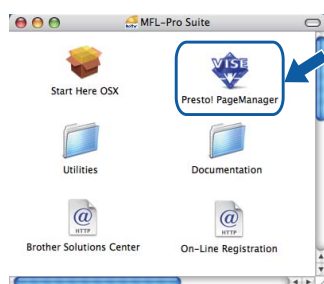 MFL-Pro Suite
Start Here OSX
VISE
Presto! PageManager
Utilities
Documentation
@
HTTP
Brother Solutions Center
@
HTTP
On-Line Registration